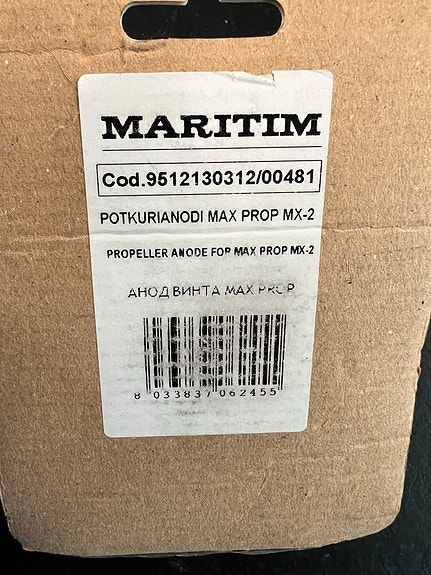 MARITIM
Cod.9512130312/00481
POTKURIANODI MAX PROP MX-2
PROPELLER ANODE FOR MAX PROP MX-2
АНОД ВИНТА MAX PROP
8 033837 062455